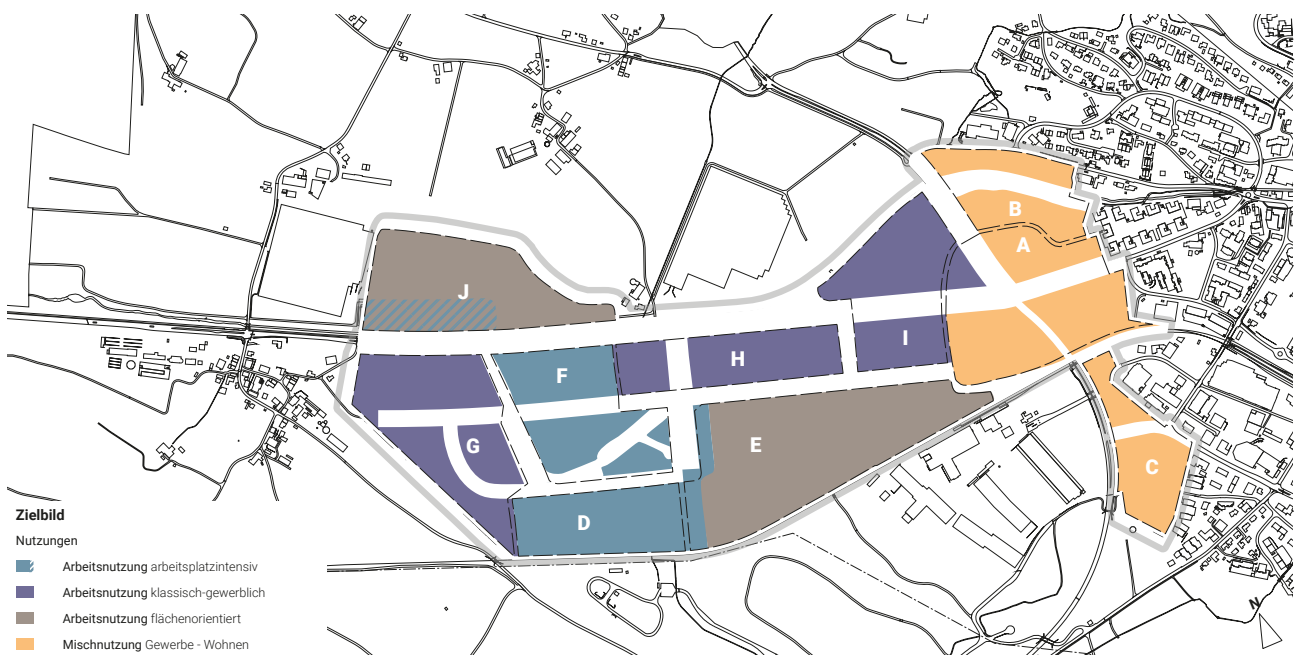 B
A
J
I
H
F
E
G
C
D
Zielbild
Nutzungen
Arbeitsnutzung arbeitsplatzintensiv
Arbeitsnutzung klassisch-gewerblich
Arbeitsnutzung flächenorientiert
Mischnutzung Gewerbe - Wohnen
N